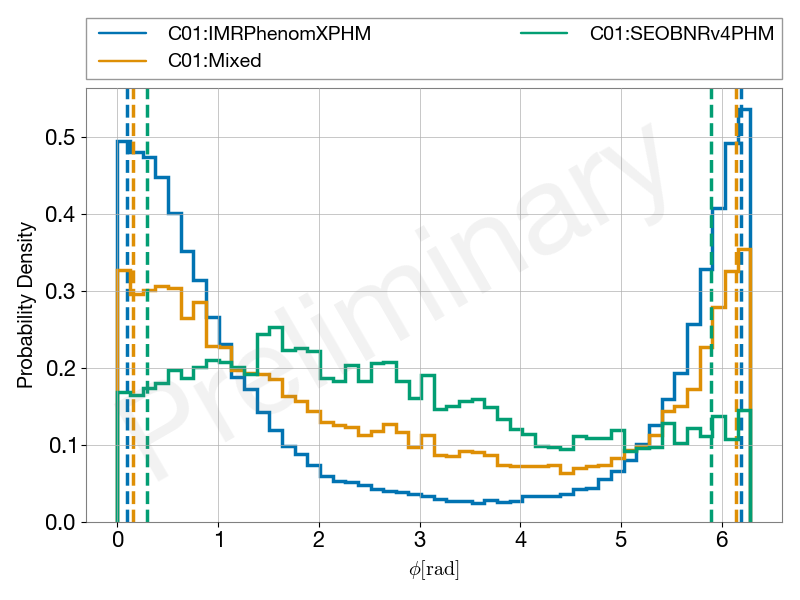 C01:IMRPhenomXPHM
C01:Mixed
C01:SEOBNRv4PHM
Preliminary
Probability Density
0.5
0.4
0.3
0.2
0.1
0.0
0 1 2 3 4 5 6
ϕ[rad]